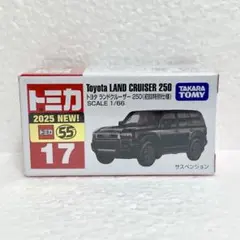 トミカ
2025 NEW!
トミカ 55
17
Toyota LAND CRUISER 250
トヨタ ランドクルーザー 250(初回特別仕様)
SCALE 1/66
TAKARA TOMY
サスペンション